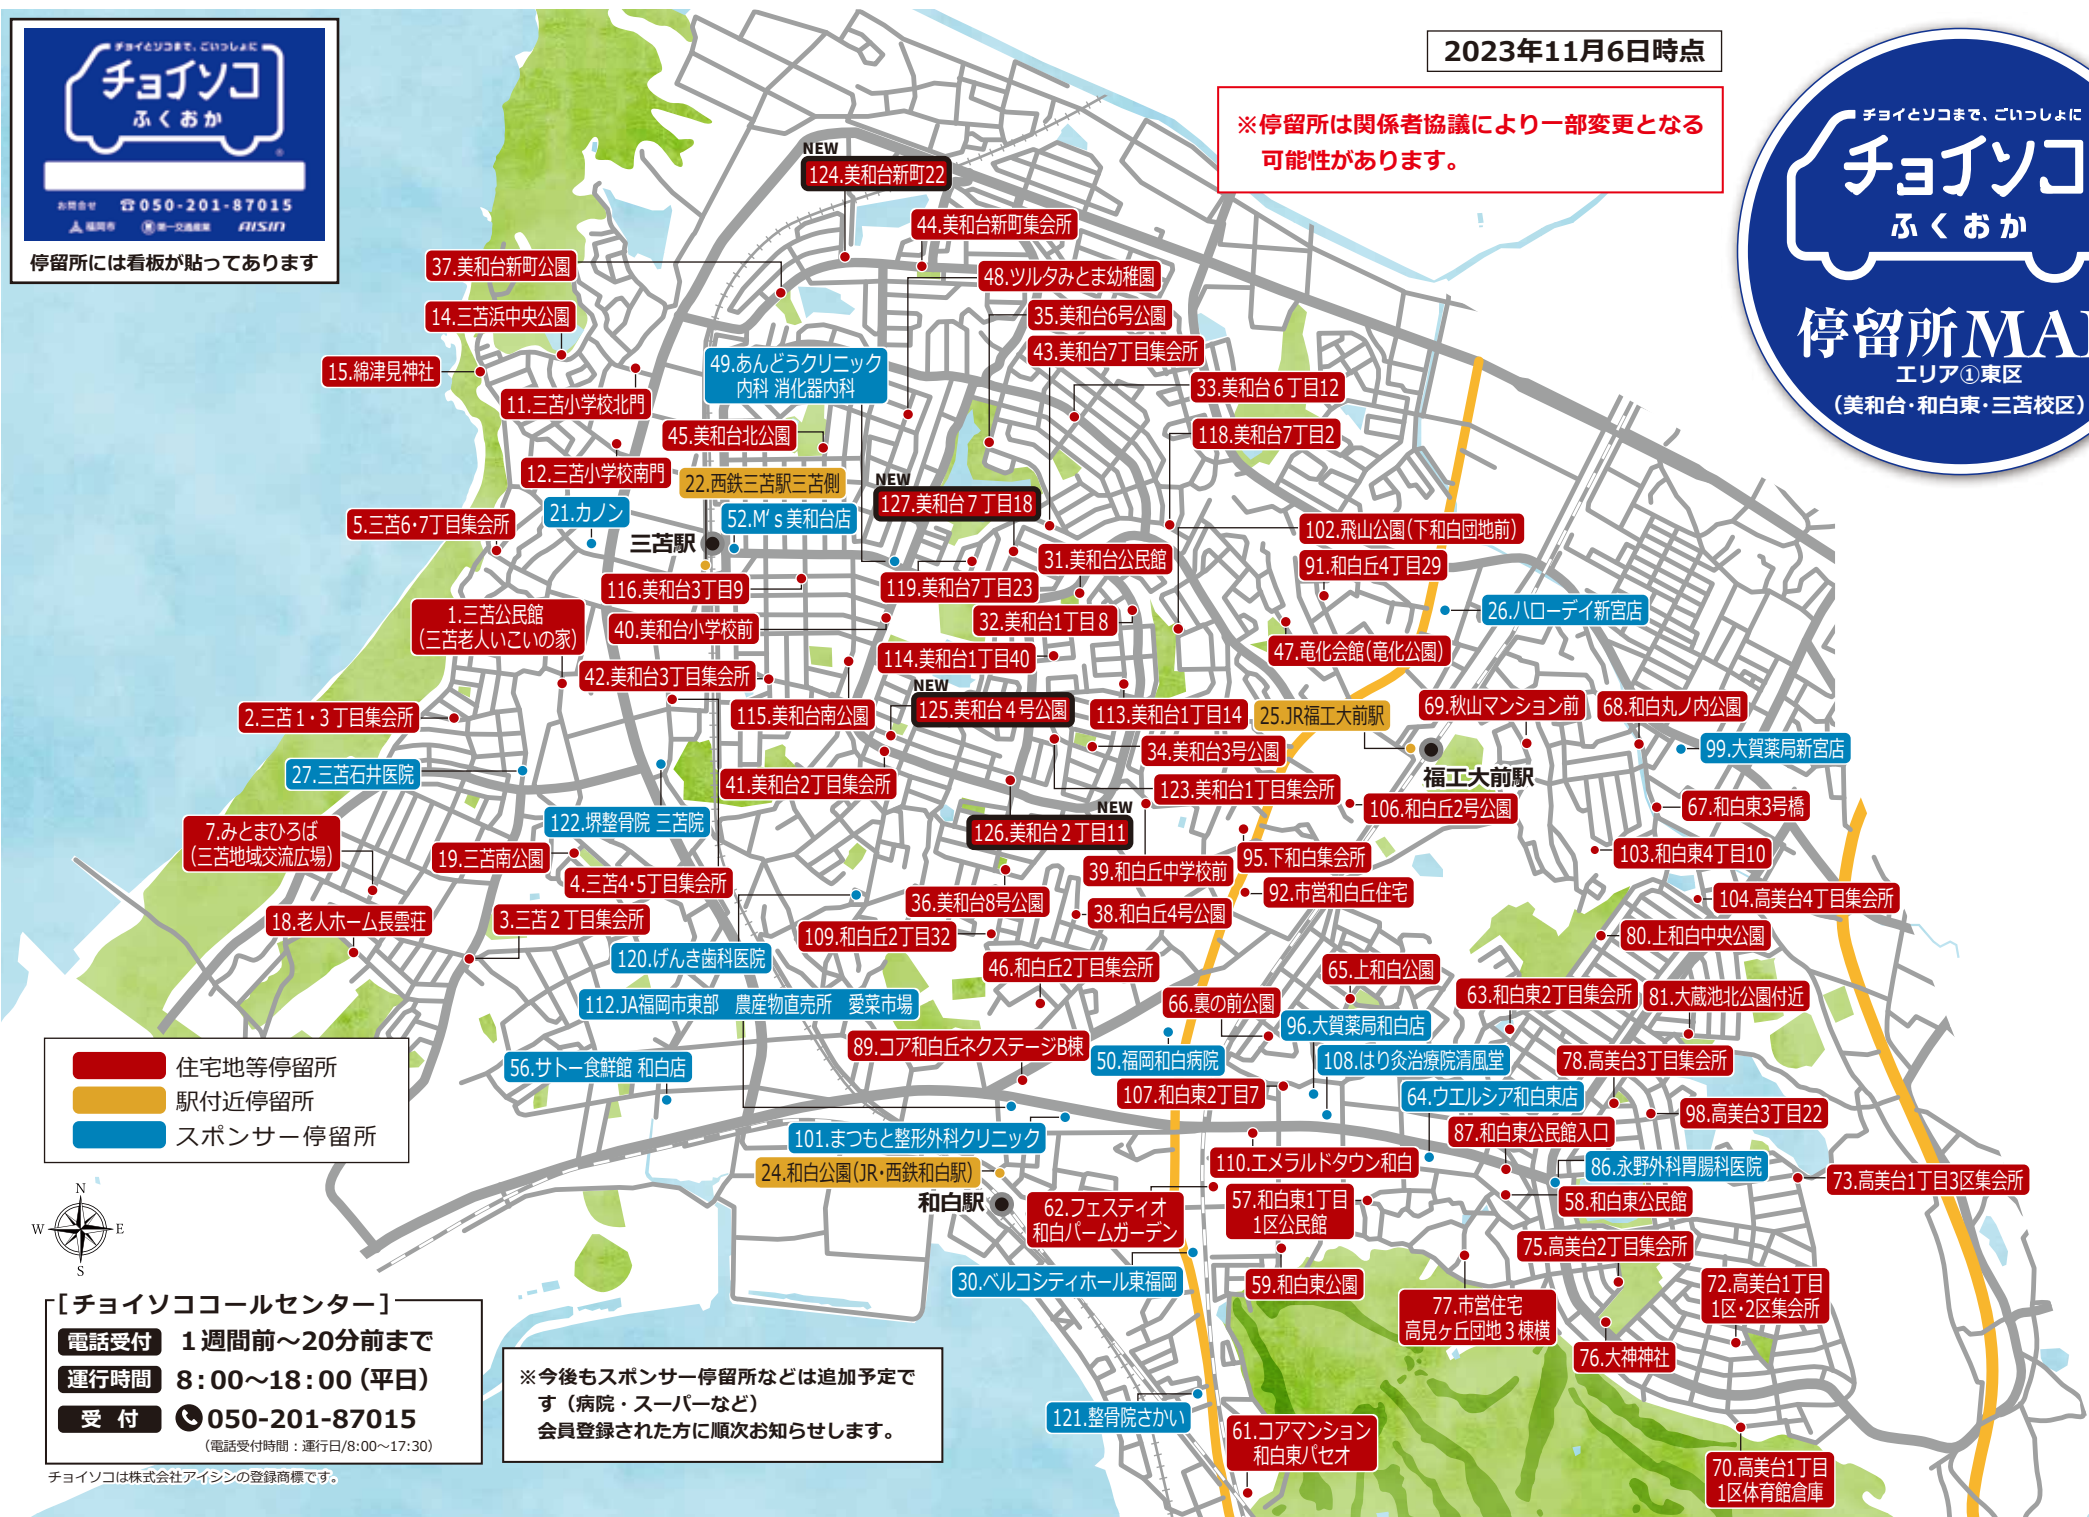 チョイとソコまで、ごいっしょに
チョイソコ
ふくおか
お問合せ ☎050-201-87015
福岡市 第一交通産業 AISIN
停留所には看板が貼ってあります
2023年11月6日時点
※停留所は関係者協議により一部変更となる
可能性があります。
チョイとソコまで、ごいっしょに
チョイソコ
ふくおか
停留所MA
エリア①東区
（美和台・和白東・三苫校区）
NEW
124.美和台新町22
44.美和台新町集会所
37.美和台新町公園
48.ツルタみとま幼稚園
14.三苫浜中央公園
35.美和台6号公園
43.美和台7丁目集会所
15.綿津見神社
49.あんどうクリニック
内科 消化器内科
33.美和台６丁目12
11.三苫小学校北門
45.美和台北公園
118.美和台7丁目2
12.三苫小学校南門
22.西鉄三苫駅三苫側
NEW
127.美和台７丁目18
5.三苫6・7丁目集会所
21.カノン
52.M's美和台店
102.飛山公園(下和白団地前)
三苫駅
31.美和台公民館
91.和白丘4丁目29
116.美和台3丁目9
119.美和台7丁目23
1.三苫公民館
(三苫老人いこいの家)
40.美和台小学校前
32.美和台1丁目８
26.ハローデイ新宮店
47.竜化会館(竜化公園)
114.美和台1丁目40
42.美和台3丁目集会所
NEW
125.美和台４号公園
2.三苫１・３丁目集会所
115.美和台南公園
113.美和台1丁目14
25.JR福工大前駅
69.秋山マンション前
68.和白丸ノ内公園
34.美和台3号公園
99.大賀薬局新宮店
27.三苫石井医院
41.美和台2丁目集会所
福工大前駅
123.美和台1丁目集会所
NEW
126.美和台２丁目11
106.和白丘2号公園
67.和白東3号橋
7.みとまひろば
(三苫地域交流広場)
122.堺整骨院 三苫院
19.三苫南公園
95.下和白集会所
103.和白東4丁目10
39.和白丘中学校前
4.三苫4・5丁目集会所
92.市営和白丘住宅
104.高美台4丁目集会所
36.美和台8号公園
38.和白丘4号公園
18.老人ホーム長雲荘
3.三苫２丁目集会所
109.和白丘2丁目32
80.上和白中央公園
120.げんき歯科医院
46.和白丘2丁目集会所
65.上和白公園
63.和白東2丁目集会所
81.大蔵池北公園付近
112.JA福岡市東部　農産物直売所　愛菜市場
66.裏の前公園
96.大賀薬局和白店
89.コア和白丘ネクステージB棟
50.福岡和白病院
108.はり灸治療院清風堂
78.高美台3丁目集会所
56.サトー食鮮館 和白店
107.和白東2丁目7
64.ウエルシア和白東店
98.高美台3丁目22
101.まつもと整形外科クリニック
87.和白東公民館入口
24.和白公園(JR・西鉄和白駅)
110.エメラルドタウン和白
86.永野外科胃腸科医院
73.高美台1丁目3区集会所
和白駅
62.フェスティオ
和白パームガーデン
57.和白東1丁目
1区公民館
58.和白東公民館
75.高美台2丁目集会所
30.ベルコシティホール東福岡
59.和白東公園
72.高美台1丁目
1区・2区集会所
77.市営住宅
高見ヶ丘団地３棟横
76.大神神社
121.整骨院さかい
61.コアマンション
和白東パセオ
70.高美台1丁目
1区体育館倉庫
住宅地等停留所
駅付近停留所
スポンサー停留所
N
W E
S
［チョイソココールセンター］
電話受付 １週間前～20分前まで
運行時間 8：00～18：00（平日）
受付 050-201-87015
（電話受付時間：運行日/8:00～17:30）
チョイソコは株式会社アイシンの登録商標です。
※今後もスポンサー停留所などは追加予定で
す（病院・スーパーなど）
会員登録された方に順次お知らせします。